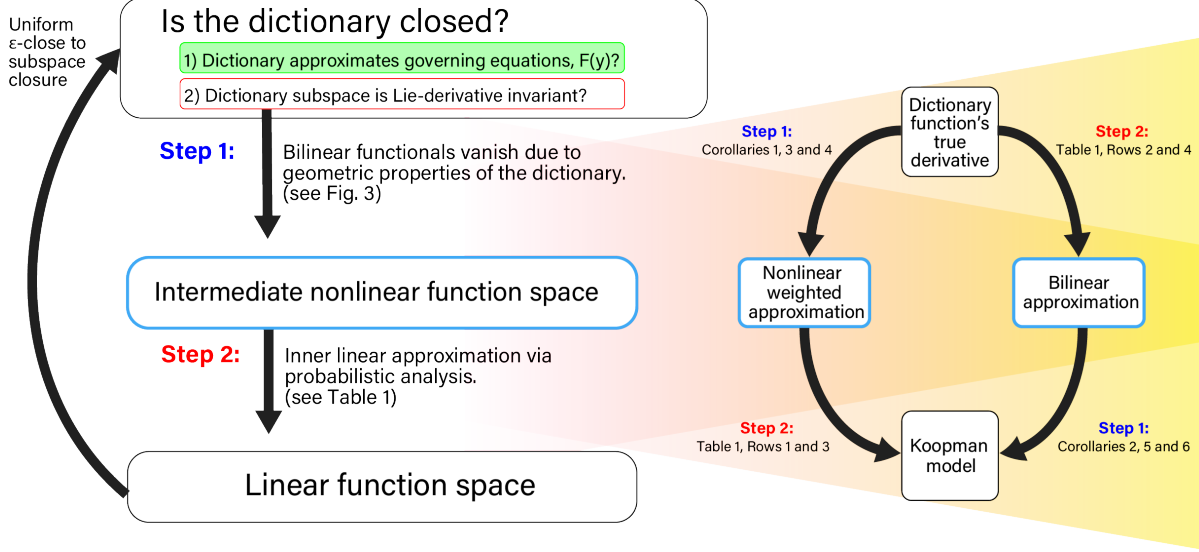 Uniform
ε-close to
subspace
closure
Is the dictionary closed?
1) Dictionary approximates governing equations, F(y)?
2) Dictionary subspace is Lie-derivative invariant?
Step 1:
Bilinear functionals vanish due to
geometric properties of the dictionary.
(see Fig. 3)
Intermediate nonlinear function space
Step 2:
Inner linear approximation via
probabilistic analysis.
(see Table 1)
Linear function space
Dictionary
function's
true
derivative
Step 1:
Corollaries 1, 3 and 4
Step 2:
Table 1, Rows 2 and 4
Nonlinear
weighted
approximation
Bilinear
approximation
Step 2:
Table 1, Rows 1 and 3
Step 1:
Corollaries 2, 5 and 6
Koopman
model